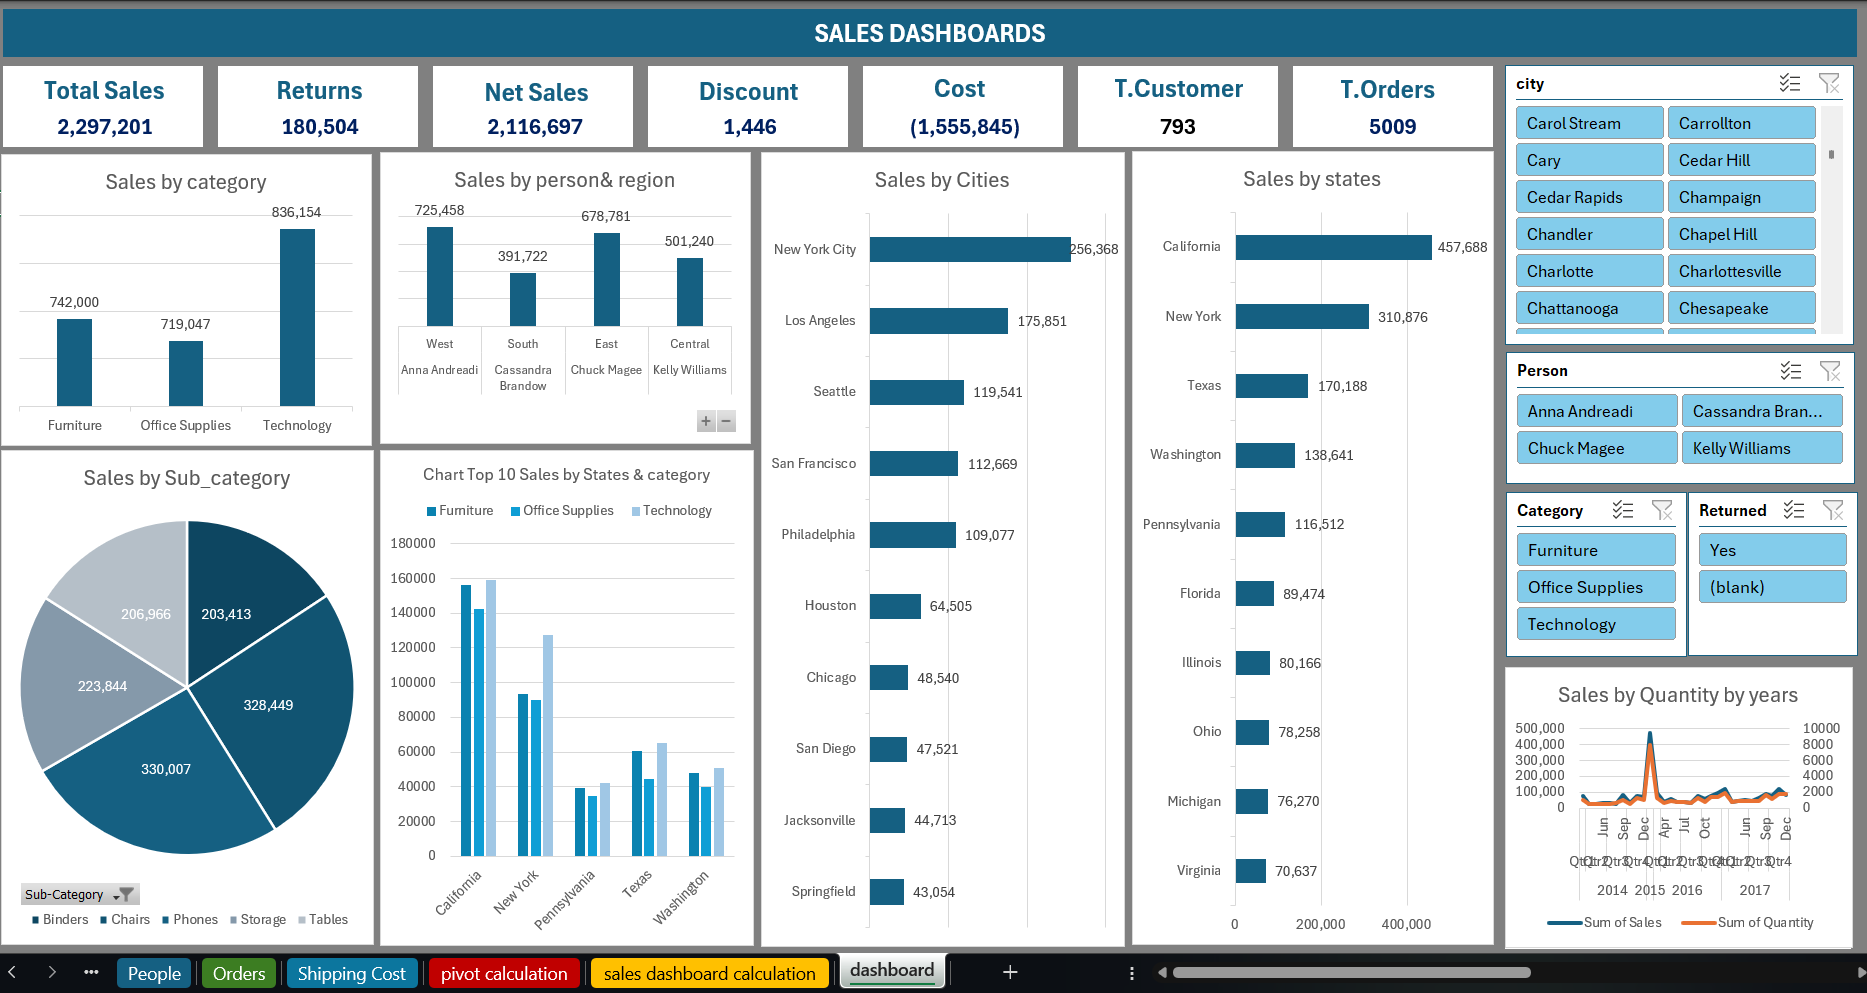 SALES DASHBOARDS
Total Sales
2,297,201
Returns
180,504
Net Sales
2,116,697
Discount
1,446
Cost
(1,555,845)
T.Customer
793
T.Orders
5009
city
Carol Stream
Carrollton
Cary
Cedar Hill
Cedar Rapids
Champaign
Chandler
Chapel Hill
Charlotte
Charlottesville
Chattanooga
Chesapeake
Sales by category
836,154
742,000
719,047
Furniture
Office Supplies
Technology
Sales by person& region
725,458
391,722
678,781
501,240
West
South
East
Central
Anna Andreadi
Cassandra
Brandow
Chuck Magee
Kelly Williams
+ −
Sales by Cities
New York City 256,368
Los Angeles 175,851
Seattle 119,541
San Francisco 112,669
Philadelphia 109,077
Houston 64,505
Chicago 48,540
San Diego 47,521
Jacksonville 44,713
Springfield 43,054
Sales by states
California 457,688
New York 310,876
Texas 170,188
Washington 138,641
Pennsylvania 116,512
Florida 89,474
Illinois 80,166
Ohio 78,258
Michigan 76,270
Virginia 70,637
0 200,000 400,000
Person
Anna Andreadi
Cassandra Bran...
Chuck Magee
Kelly Williams
Category
Furniture
Office Supplies
Technology
Returned
Yes
(blank)
Sales by Sub_category
206,966
203,413
223,844
328,449
330,007
Sub-Category
Binders Chairs Phones Storage Tables
Chart Top 10 Sales by States & category
Furniture Office Supplies Technology
180000
160000
140000
120000
100000
80000
60000
40000
20000
0
California
New York
Pennsylvania
Texas
Washington
Sales by Quantity by years
500,000
400,000
300,000
200,000
100,000
0
10000
8000
6000
4000
2000
0
Jun
Sep
Dec
Apr
Jul
Oct
Jun
Sep
Dec
Qtr3
Qtr4
2014 2015 2016 2017
Sum of Sales Sum of Quantity
People
Orders
Shipping Cost
pivot calculation
sales dashboard calculation
dashboard